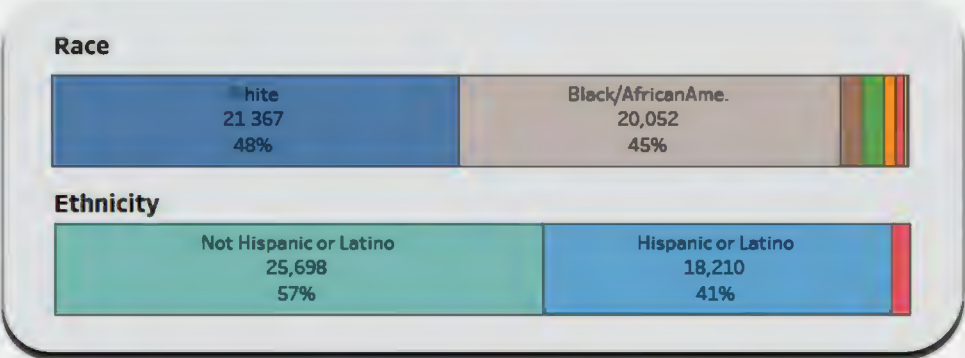 Race
hite
21 367
48%
Black/AfricanAme.
20,052
45%
Ethnicity
Not Hispanic or Latino
25,698
57%
Hispanic or Latino
18,210
41%